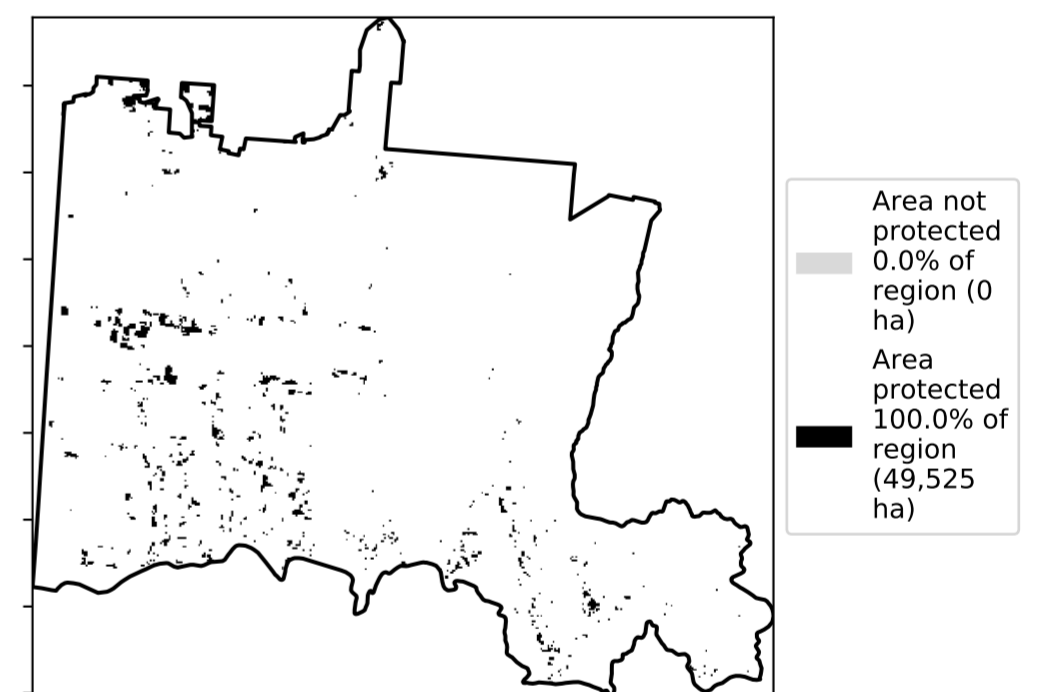 Area not
protected
0.0% of
region (0
ha)
Area
protected
100.0% of
region
(49,525
ha)